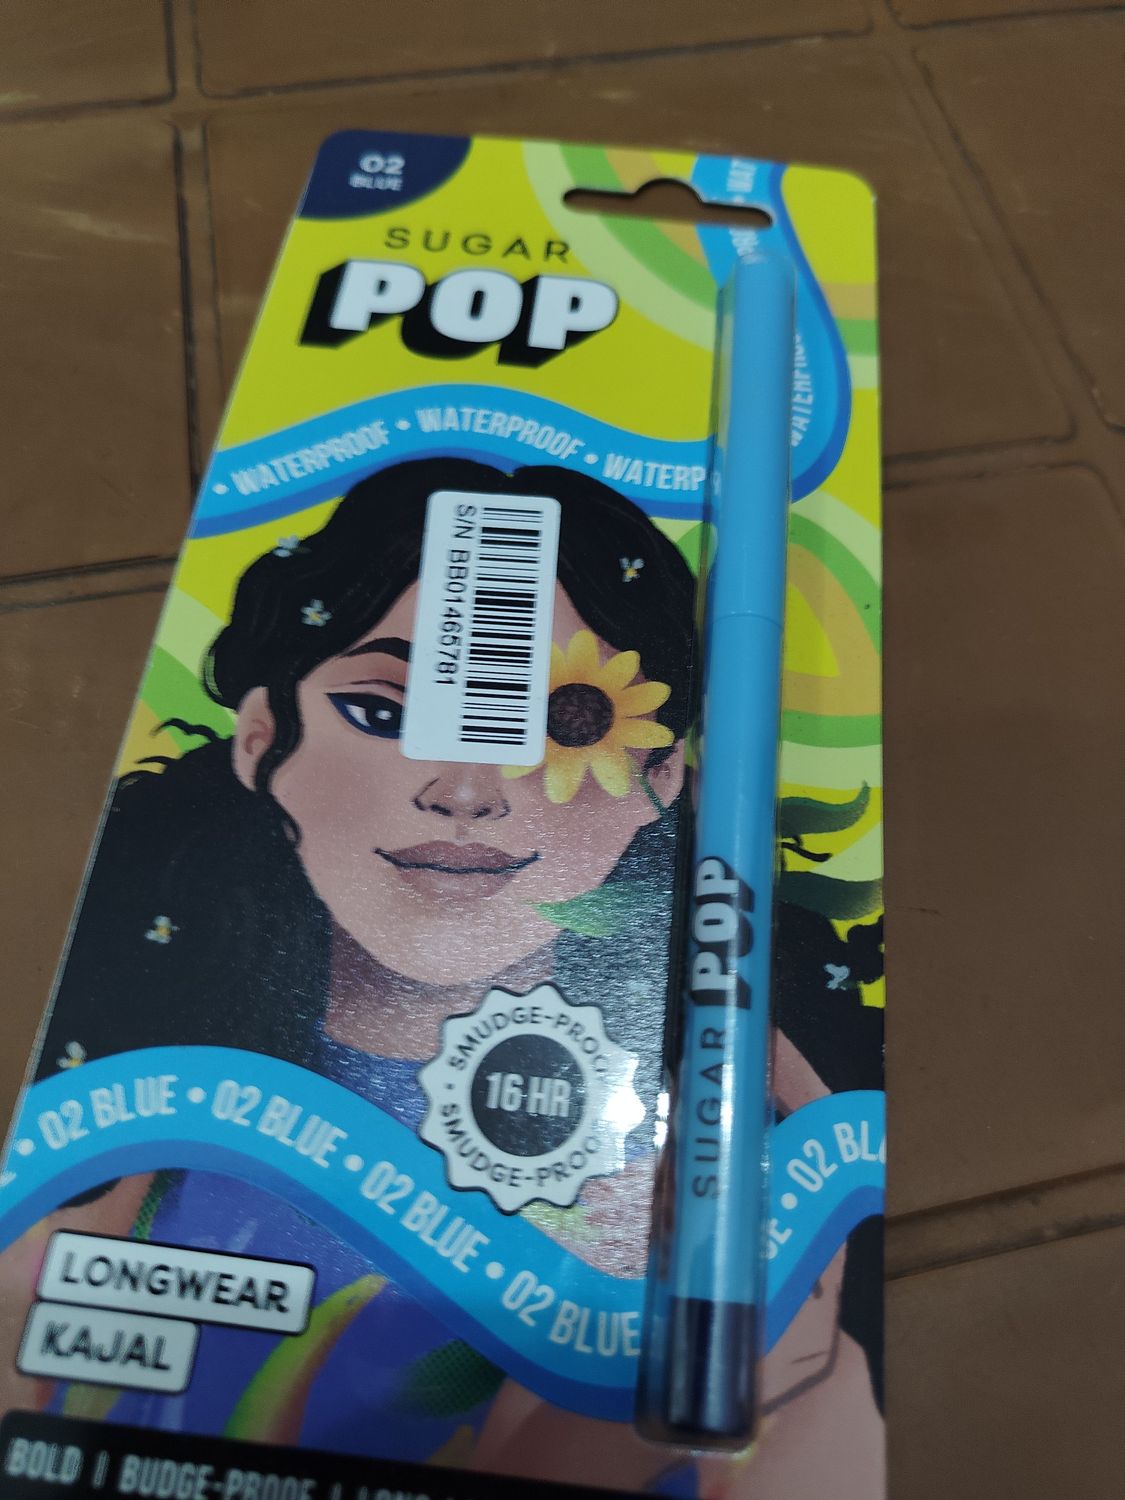 02
BLUE
SUGAR
POP
• WATERPROOF • WATERPROOF • WATERP
WATERPROOF
S/N BB01465781
SUGAR POP
SMUDGE-PROOF • SMUDGE-PROOF •
16 HR
• 02 BLUE • 02 BLUE • 02 BLUE • 02 BLUE
• 02 BL
LONGWEAR
KAJAL
BOLD | BUDGE-PROOF |